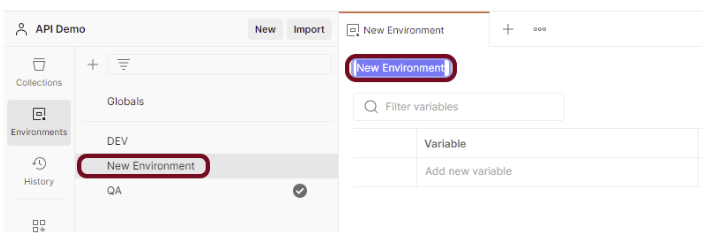 API Demo
New
Import
Collections
Environments
History
Globals
DEV
New Environment
QA
New Environment
New Environment
Filter variables
Variable
Add new variable